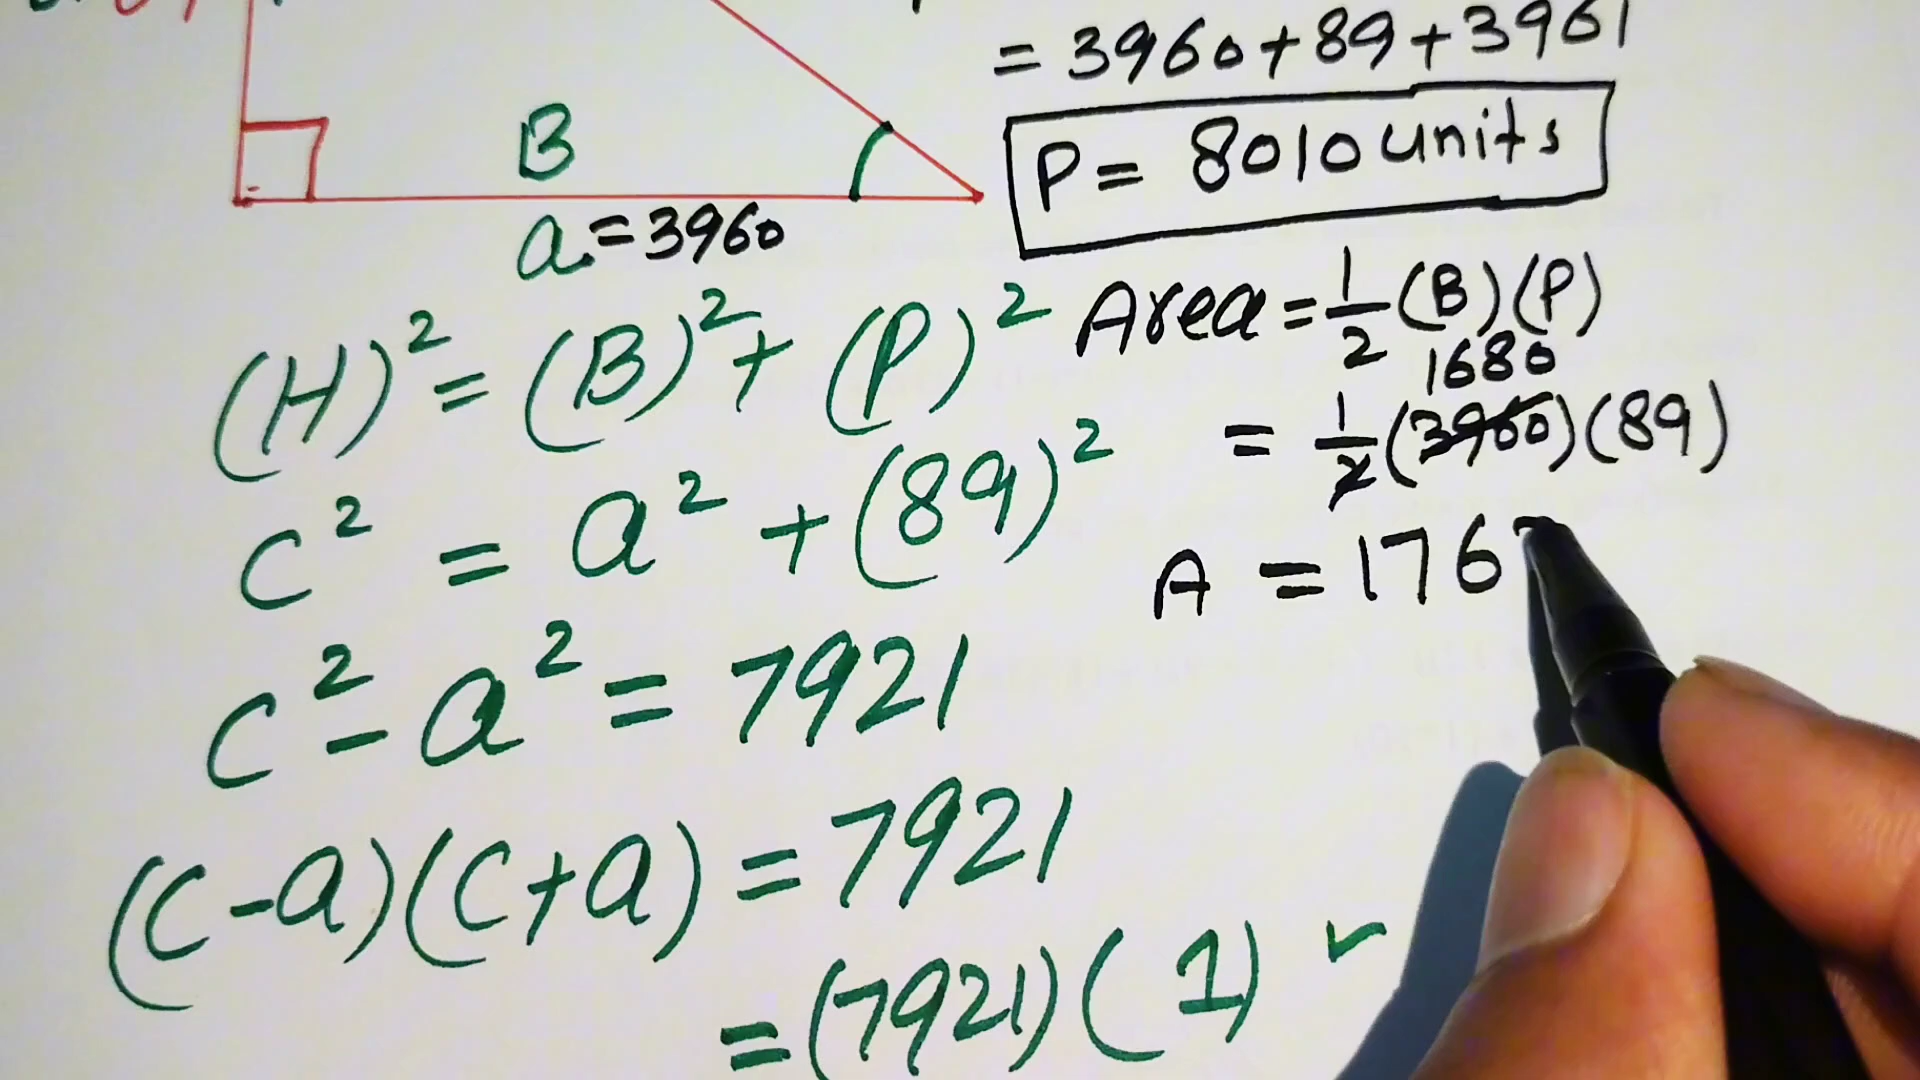 = 3960 + 89 + 3961
P = 8010 units
B
a = 3960
(H)² = (B)² + (P)²
c² = a² + (89)²
c² - a² = 7921
(c - a)(c + a) = 7921
= (7921)(1) ✓
Area = 1/2 (B)(P)
1680
= 1/2 (3960)(89)
A = 176